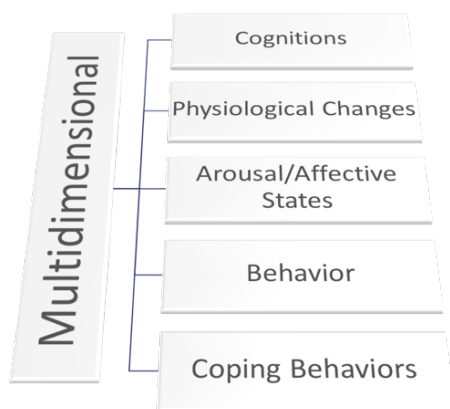 Multidimensional
Cognitions
Physiological Changes
Arousal/Affective
States
Behavior
Coping Behaviors